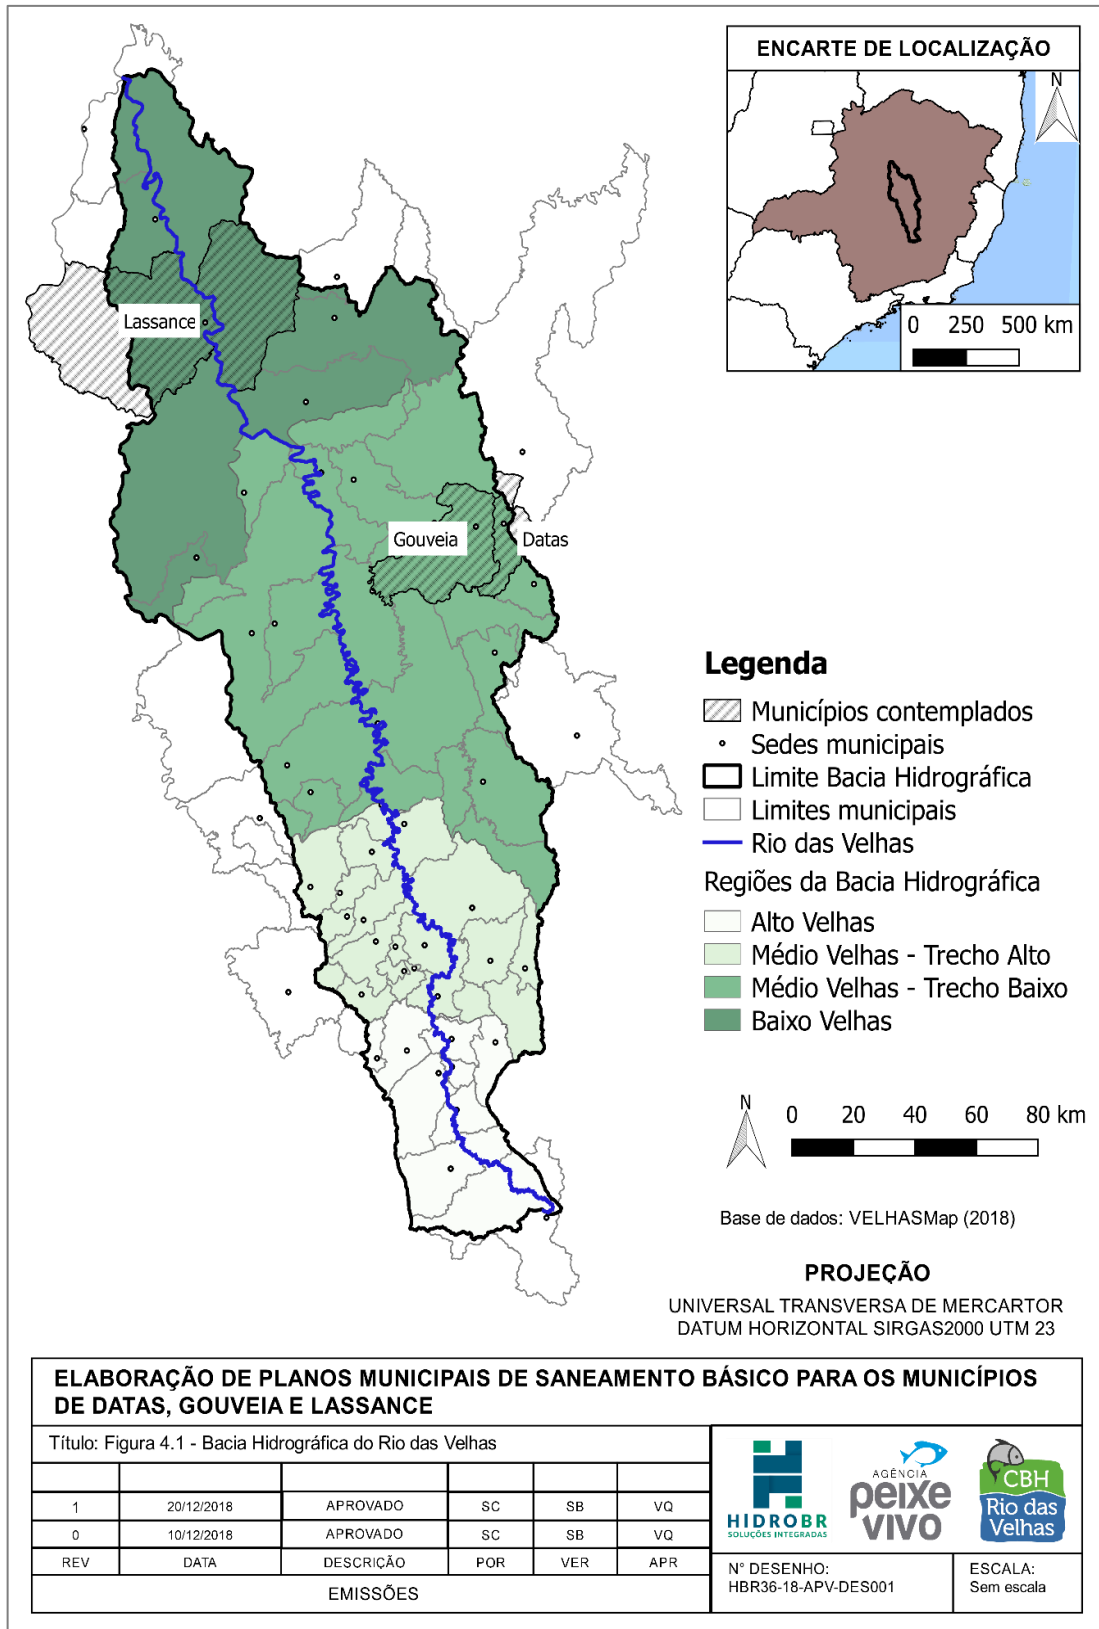 ENCARTE DE LOCALIZAÇÃO
N
0 250 500 km
Lassance
Gouveia
Datas
Legenda
Municípios contemplados
Sedes municipais
Limite Bacia Hidrográfica
Limites municipais
Rio das Velhas
Regiões da Bacia Hidrográfica
Alto Velhas
Médio Velhas - Trecho Alto
Médio Velhas - Trecho Baixo
Baixo Velhas
N
0 20 40 60 80 km
Base de dados: VELHASMap (2018)
PROJEÇÃO
UNIVERSAL TRANSVERSA DE MERCARTOR
DATUM HORIZONTAL SIRGAS2000 UTM 23
ELABORAÇÃO DE PLANOS MUNICIPAIS DE SANEAMENTO BÁSICO PARA OS MUNICÍPIOS
DE DATAS, GOUVEIA E LASSANCE
Título: Figura 4.1 - Bacia Hidrográfica do Rio das Velhas
1 20/12/2018 APROVADO SC SB VQ
0 10/12/2018 APROVADO SC SB VQ
REV DATA DESCRIÇÃO POR VER APR
EMISSÕES
HIDROBR
SOLUÇÕES INTEGRADAS
AGÊNCIA
peixe
vivo
CBH
Rio das
Velhas
N° DESENHO:
HBR36-18-APV-DES001
ESCALA:
Sem escala